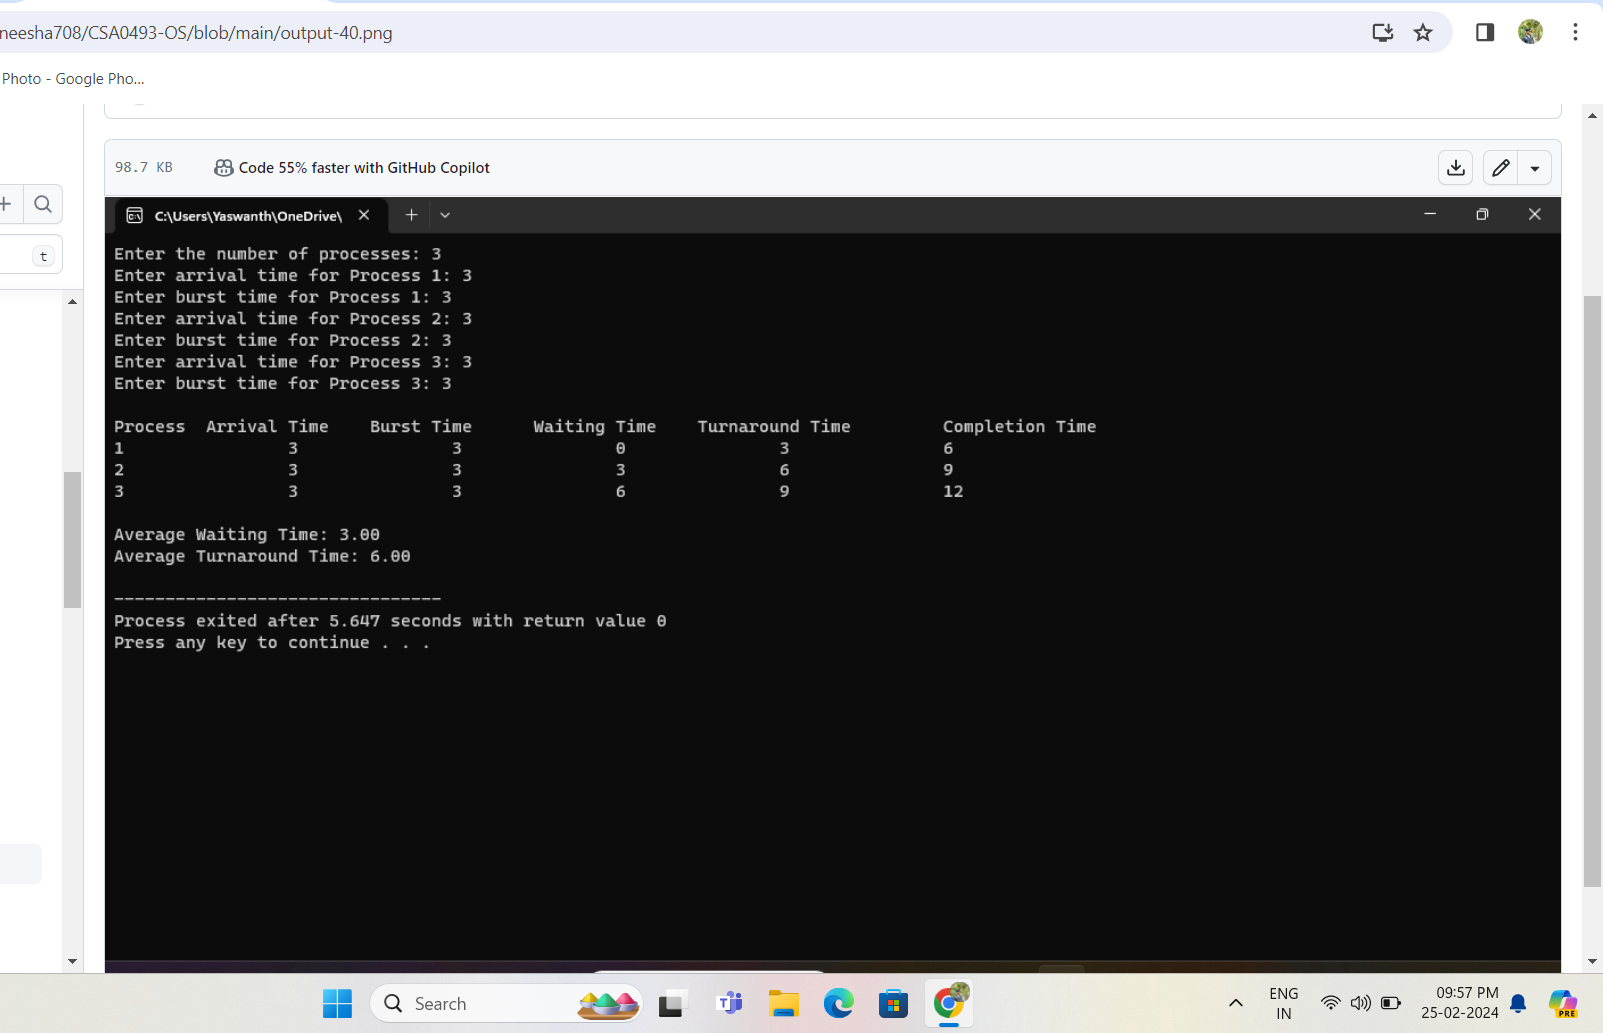 neesha708/CSA0493-OS/blob/main/output-40.png
Photo - Google Pho...
98.7 KB Code 55% faster with GitHub Copilot
t
C:\Users\Yaswanth\OneDrive\
Enter the number of processes: 3
Enter arrival time for Process 1: 3
Enter burst time for Process 1: 3
Enter arrival time for Process 2: 3
Enter burst time for Process 2: 3
Enter arrival time for Process 3: 3
Enter burst time for Process 3: 3
Process Arrival Time Burst Time Waiting Time Turnaround Time Completion Time
1 3 3 0 3 6
2 3 3 3 6 9
3 3 3 6 9 12
Average Waiting Time: 3.00
Average Turnaround Time: 6.00
--------------------------------
Process exited after 5.647 seconds with return value 0
Press any key to continue . . .
Search
ENG
IN
09:57 PM
25-02-2024
PRE